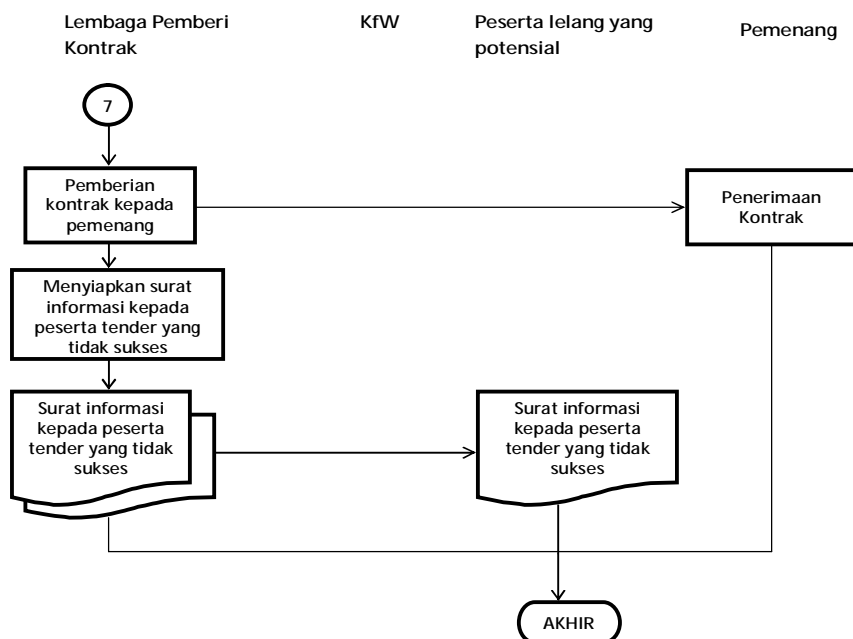 Lembaga Pemberi
Kontrak
KfW
Peserta lelang yang
potensial
Pemenang
7
Pemberian
kontrak kepada
pemenang
Penerimaan
Kontrak
Menyiapkan surat
informasi kepada
peserta tender yang
tidak sukses
Surat informasi
kepada peserta
tender yang tidak
sukses
Surat informasi
kepada peserta
tender yang tidak
sukses
AKHIR